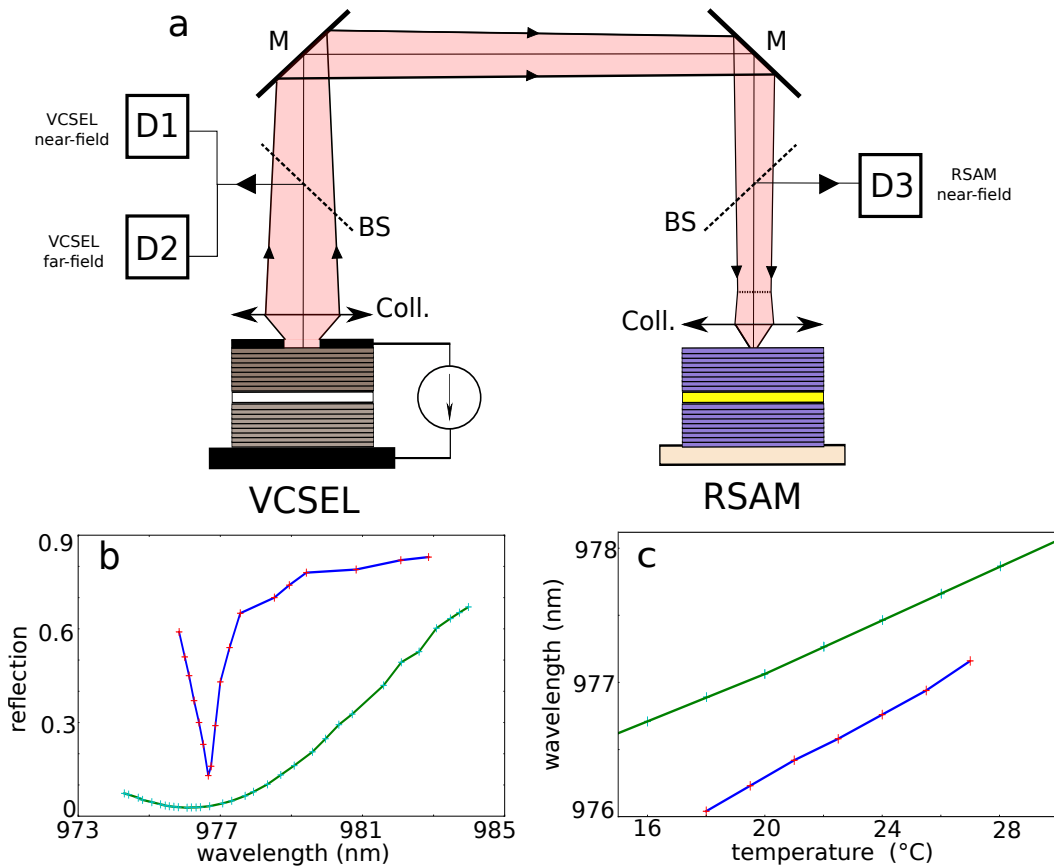 a
M
M
VCSEL
near-field
D1
D3
RSAM
near-field
BS
BS
VCSEL
far-field
D2
Coll.
Coll.
VCSEL
RSAM
b
0.9
0.6
0.3
0
reflection
973
977
981
985
wavelength (nm)
c
978
977
976
wavelength (nm)
16
20
24
28
temperature (°C)